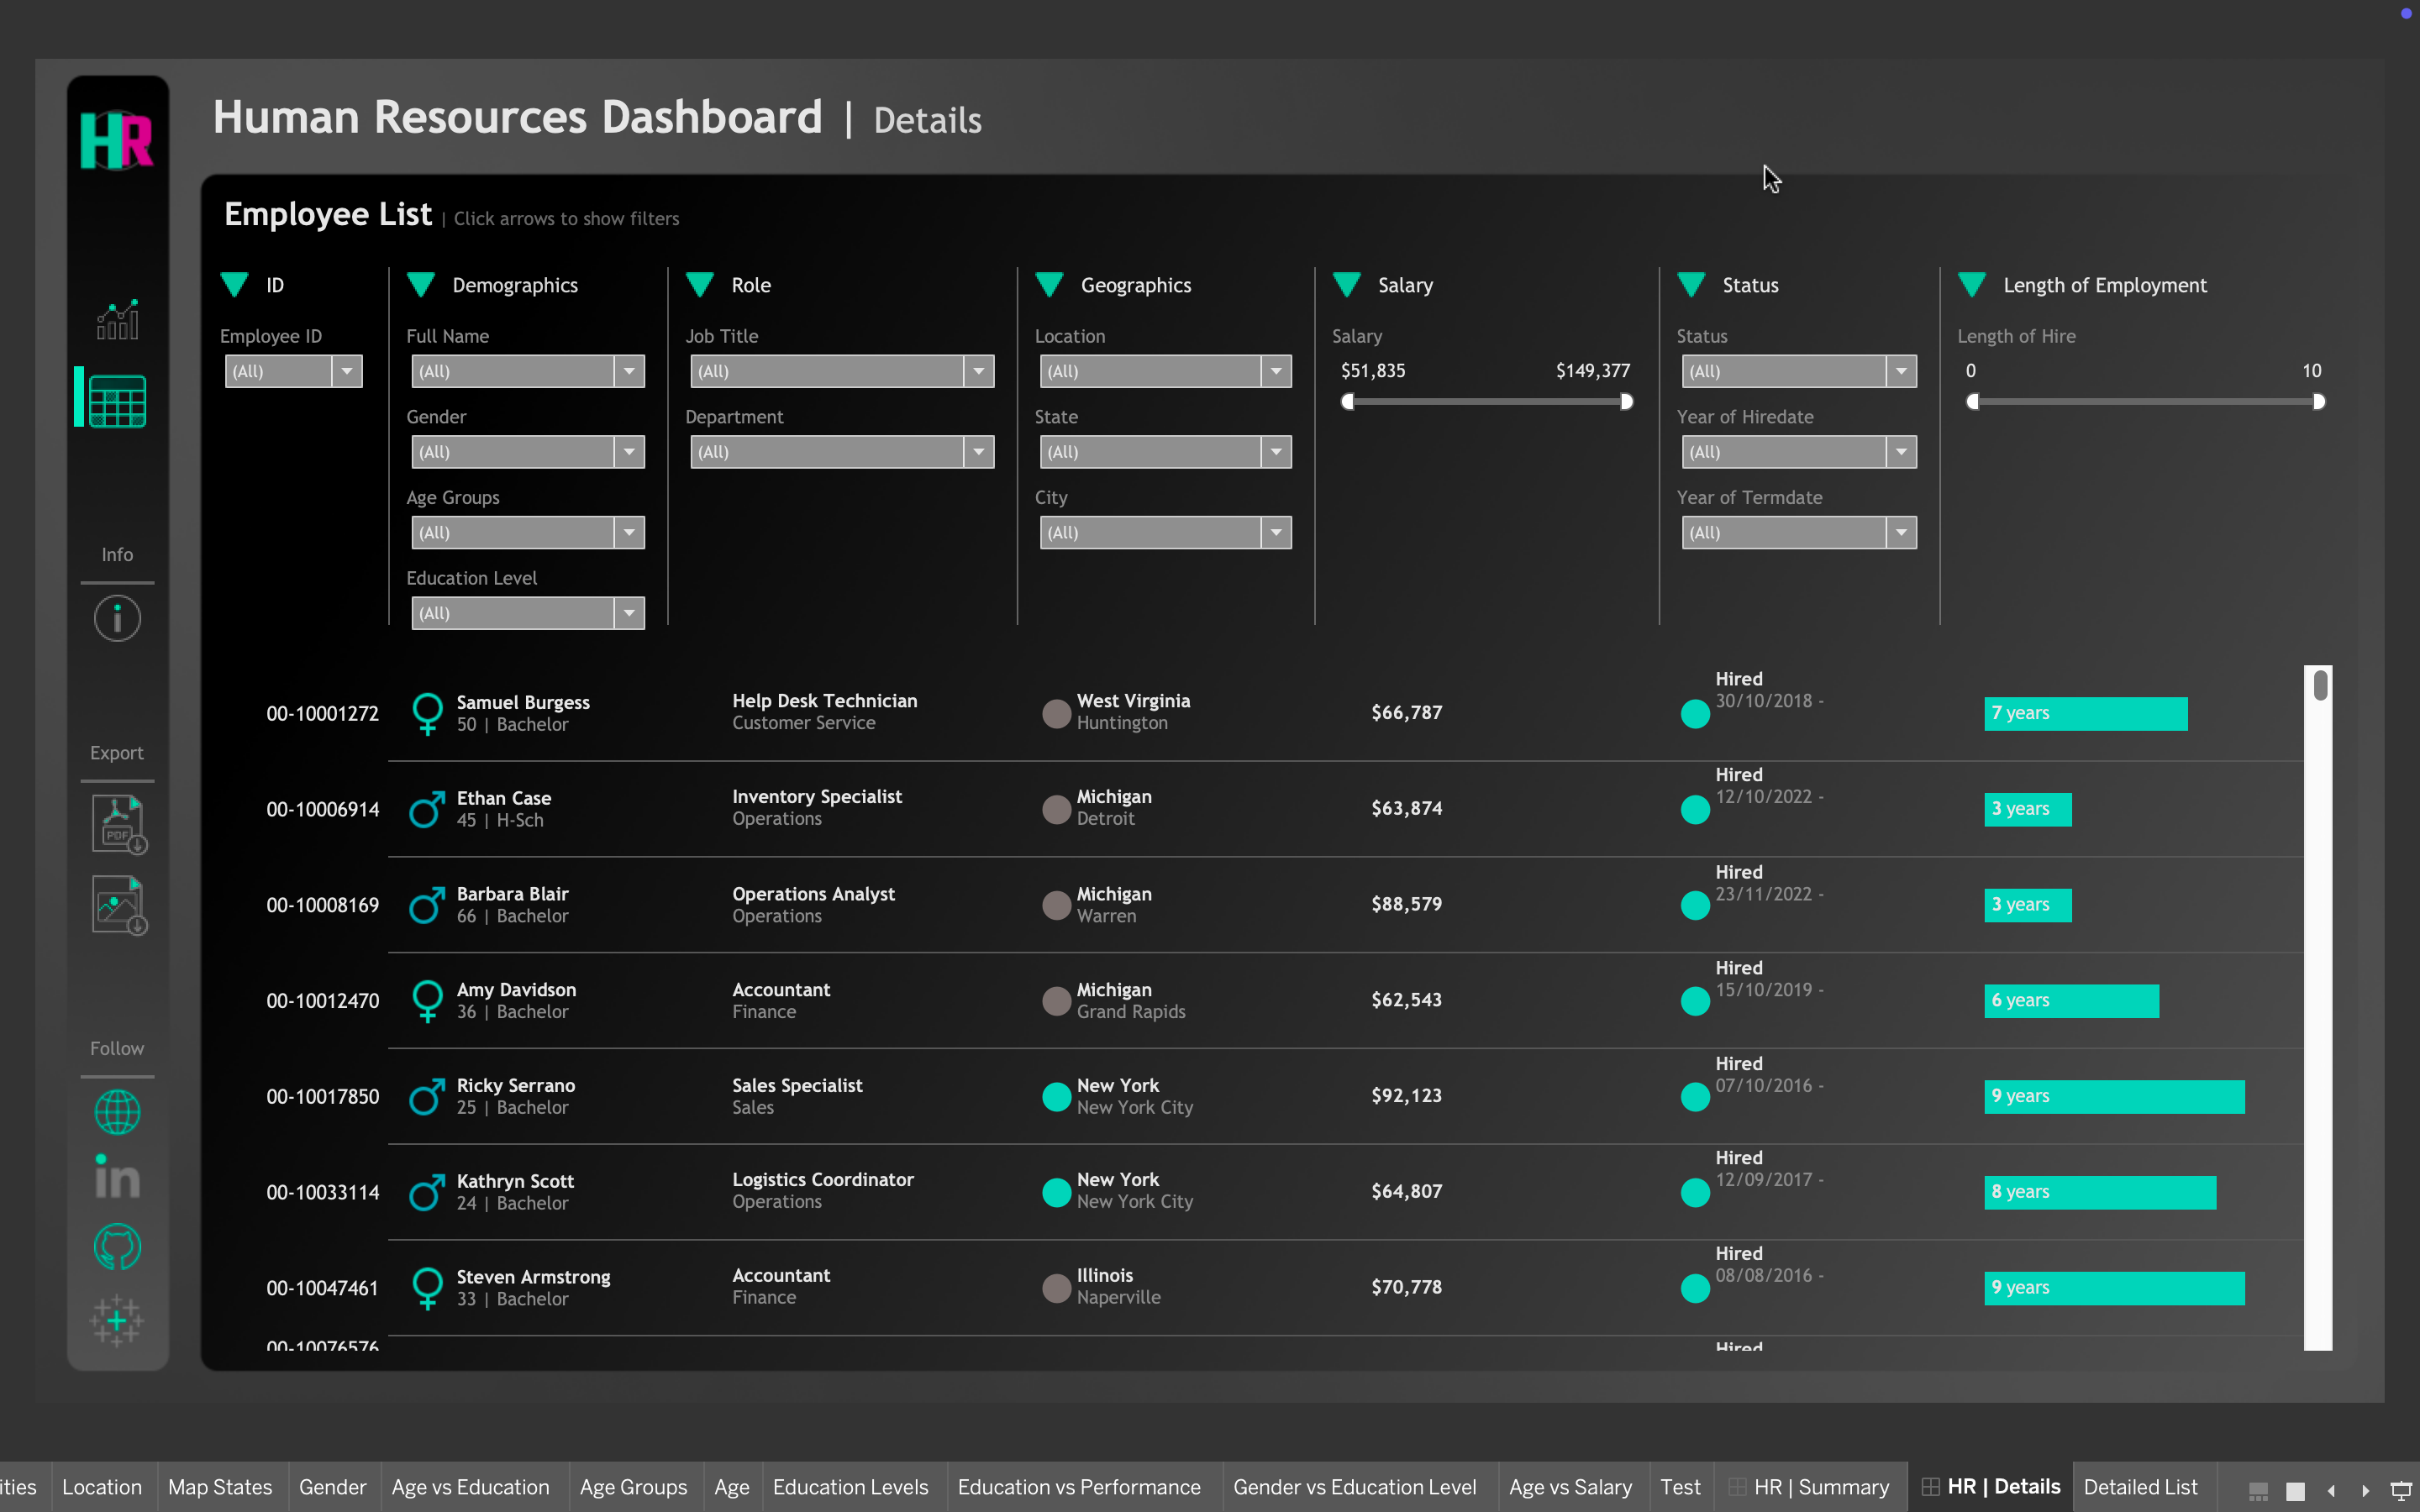 HR
Human Resources Dashboard | Details
Employee List | Click arrows to show filters
ID
Demographics
Role
Geographics
Salary
Status
Length of Employment
Employee ID
Full Name
Job Title
Location
Salary
Status
Length of Hire
(All)
(All)
(All)
(All)
$51,835 $149,377
(All)
0 10
Gender
Department
State
Year of Hiredate
(All)
(All)
(All)
(All)
Age Groups
City
Year of Termdate
(All)
(All)
(All)
Education Level
(All)
Info
Export
PDF
Follow
in
00-10001272
Samuel Burgess
50 | Bachelor
Help Desk Technician
Customer Service
West Virginia
Huntington
$66,787
Hired
30/10/2018 -
7 years
00-10006914
Ethan Case
45 | H-Sch
Inventory Specialist
Operations
Michigan
Detroit
$63,874
Hired
12/10/2022 -
3 years
00-10008169
Barbara Blair
66 | Bachelor
Operations Analyst
Operations
Michigan
Warren
$88,579
Hired
23/11/2022 -
3 years
00-10012470
Amy Davidson
36 | Bachelor
Accountant
Finance
Michigan
Grand Rapids
$62,543
Hired
15/10/2019 -
6 years
00-10017850
Ricky Serrano
25 | Bachelor
Sales Specialist
Sales
New York
New York City
$92,123
Hired
07/10/2016 -
9 years
00-10033114
Kathryn Scott
24 | Bachelor
Logistics Coordinator
Operations
New York
New York City
$64,807
Hired
12/09/2017 -
8 years
00-10047461
Steven Armstrong
33 | Bachelor
Accountant
Finance
Illinois
Naperville
$70,778
Hired
08/08/2016 -
9 years
00-10076576
Hired
ities
Location
Map States
Gender
Age vs Education
Age Groups
Age
Education Levels
Education vs Performance
Gender vs Education Level
Age vs Salary
Test
HR | Summary
HR | Details
Detailed List